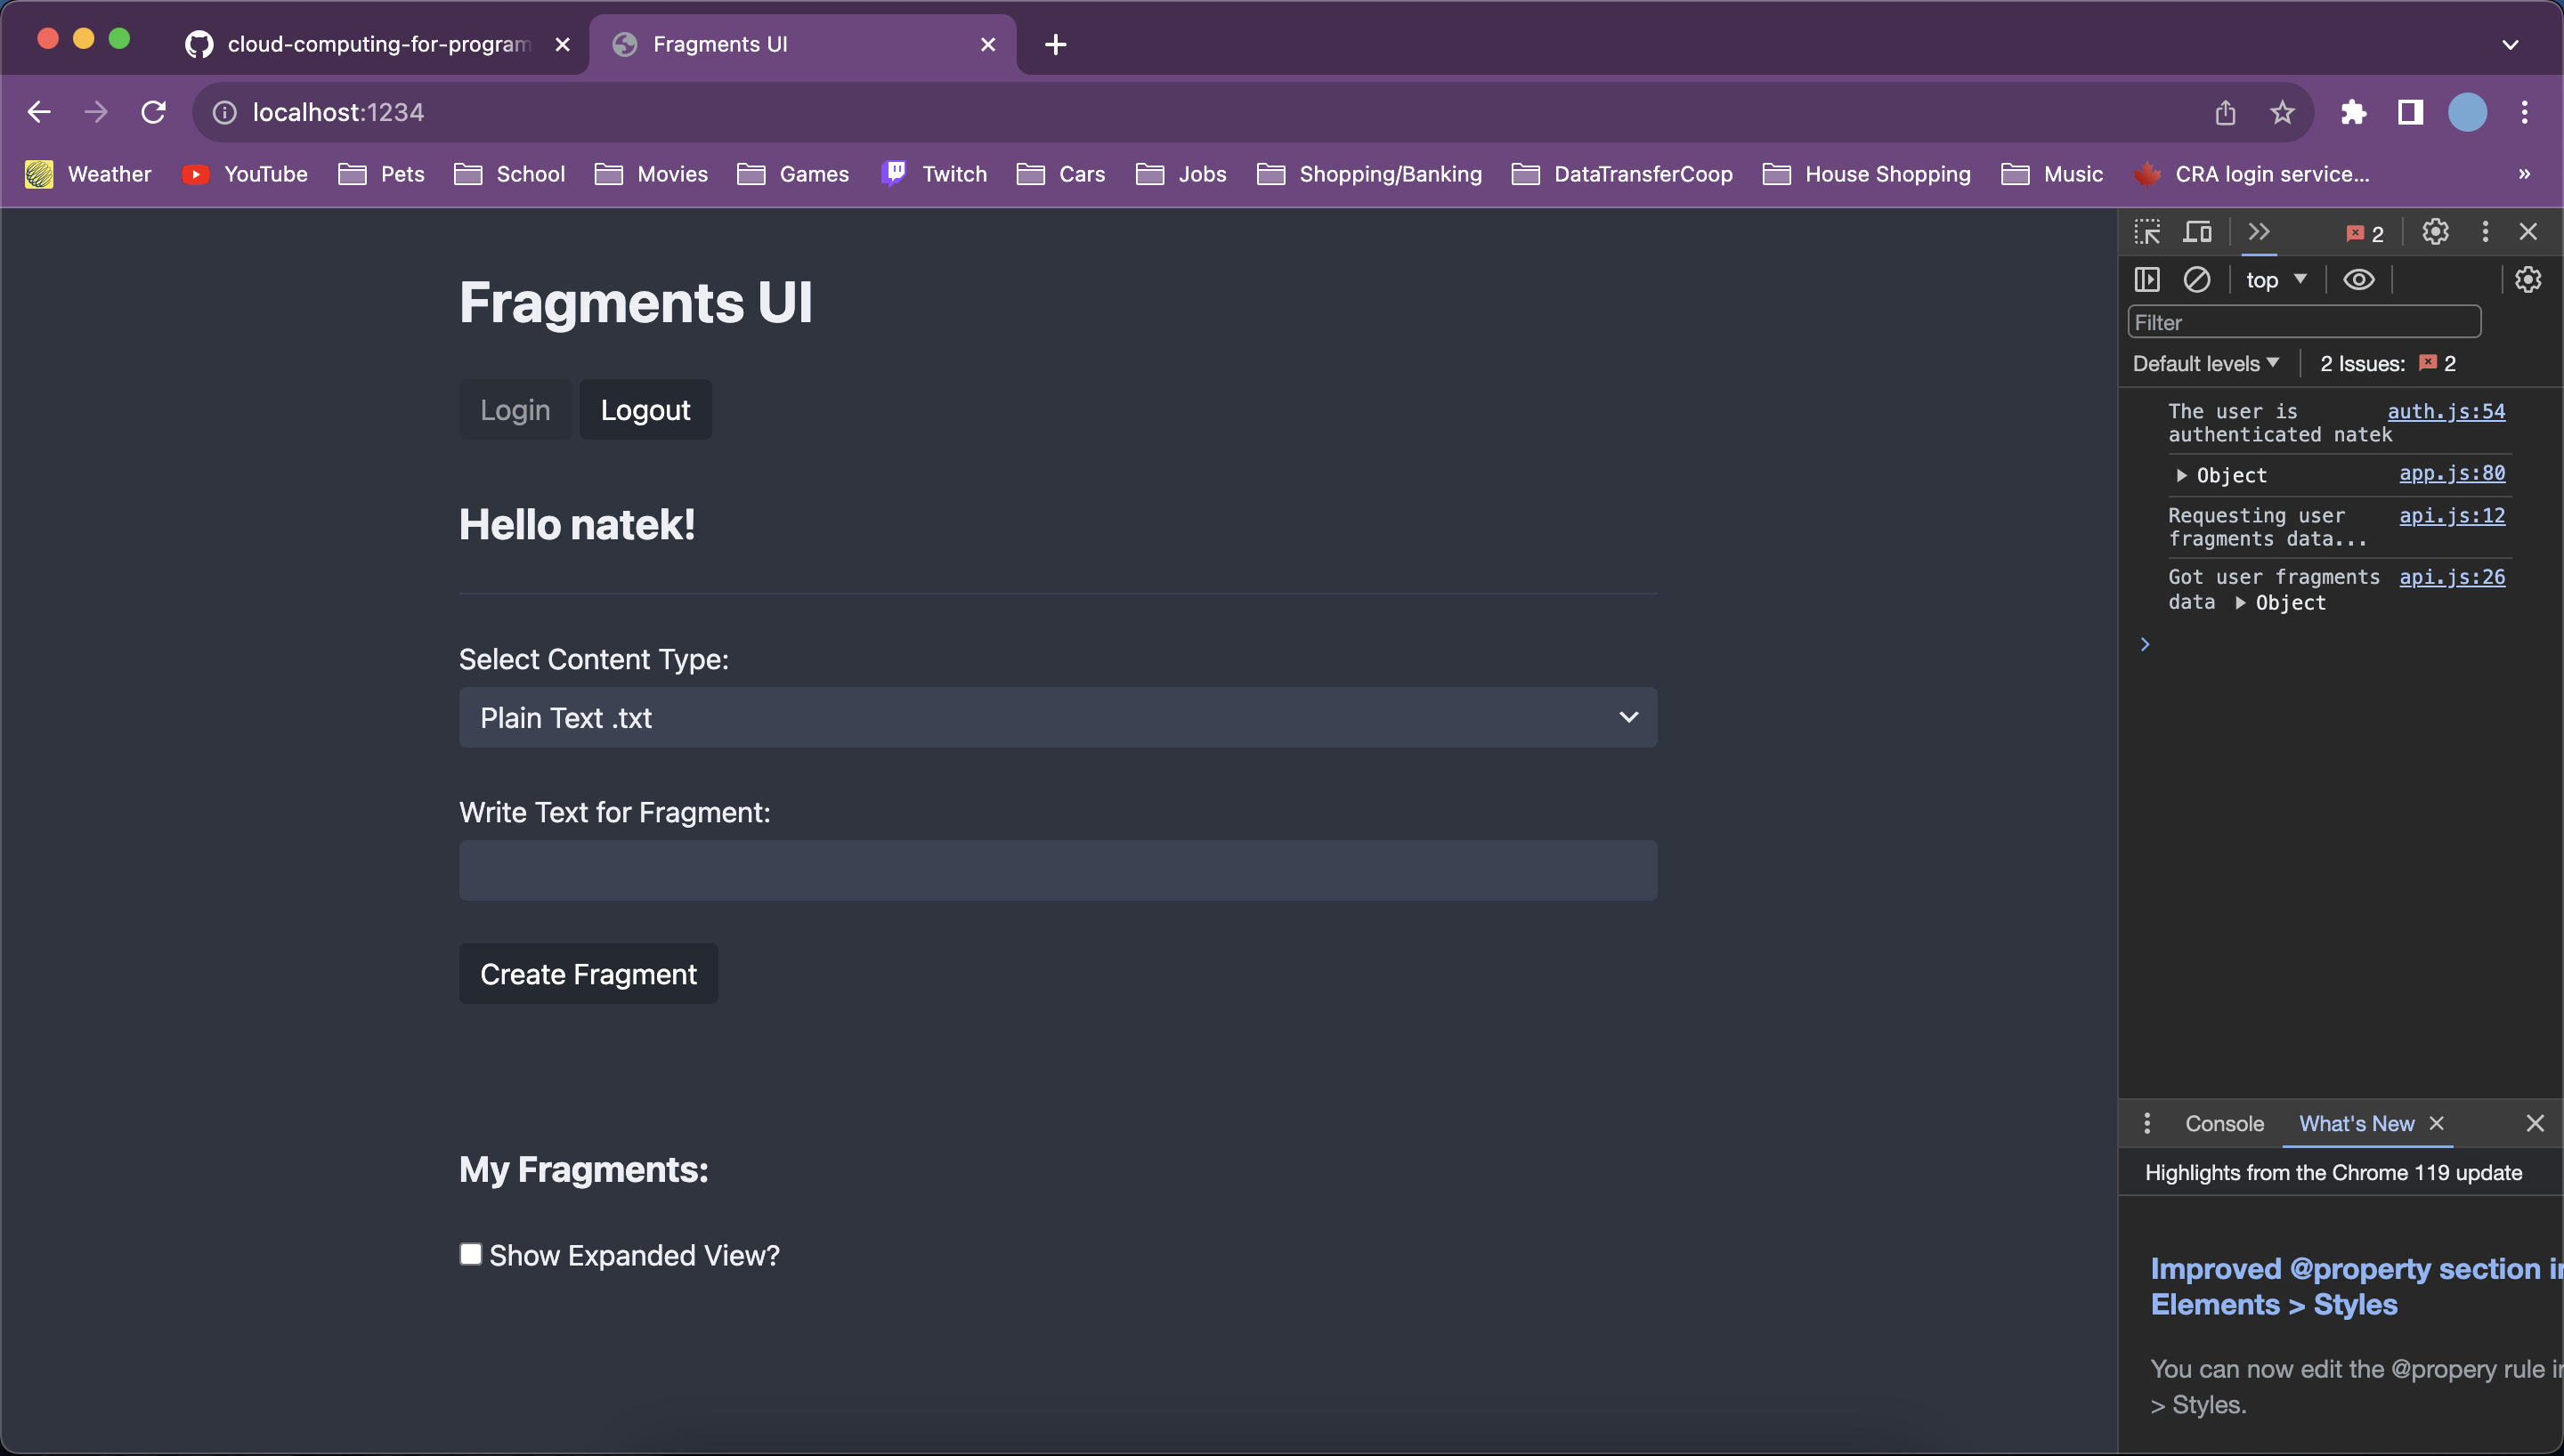 cloud-computing-for-program
Fragments UI
localhost:1234
Weather
YouTube
Pets
School
Movies
Games
Twitch
Cars
Jobs
Shopping/Banking
DataTransferCoop
House Shopping
Music
CRA login service...
»
Fragments UI
Login
Logout
Hello natek!
Select Content Type:
Plain Text .txt
Write Text for Fragment:
Create Fragment
My Fragments:
Show Expanded View?
2
top
Filter
Default levels
2 Issues:
2
The user is auth.js:54
authenticated natek
Object app.js:80
Requesting user api.js:12
fragments data...
Got user fragments api.js:26
data Object
Console
What's New
Highlights from the Chrome 119 update
Improved @property section in
Elements > Styles
You can now edit the @propery rule in
> Styles.